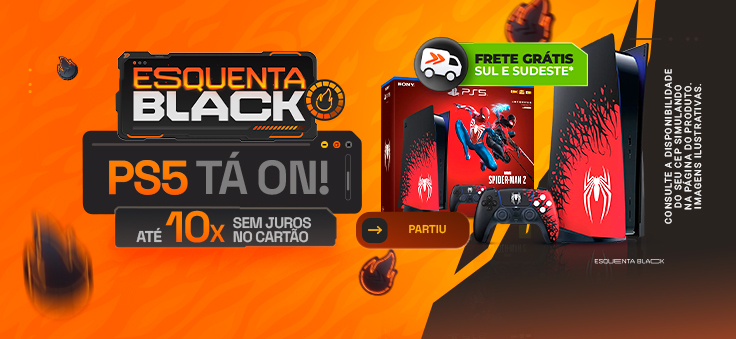 ESQUENTA
BLACK
PS5 TÁ ON!
ATÉ 10X SEM JUROS
NO CARTÃO
FRETE GRÁTIS
SUL E SUDESTE*
SONY
PS5
MARVEL
SPIDER-MAN 2
PARTIU
CONSULTE A DISPONIBILIDADE
DO SEU CEP SIMULANDO
NA PÁGINA DO PRODUTO.
IMAGENS ILUSTRATIVAS.
ESQUENTA BLACK